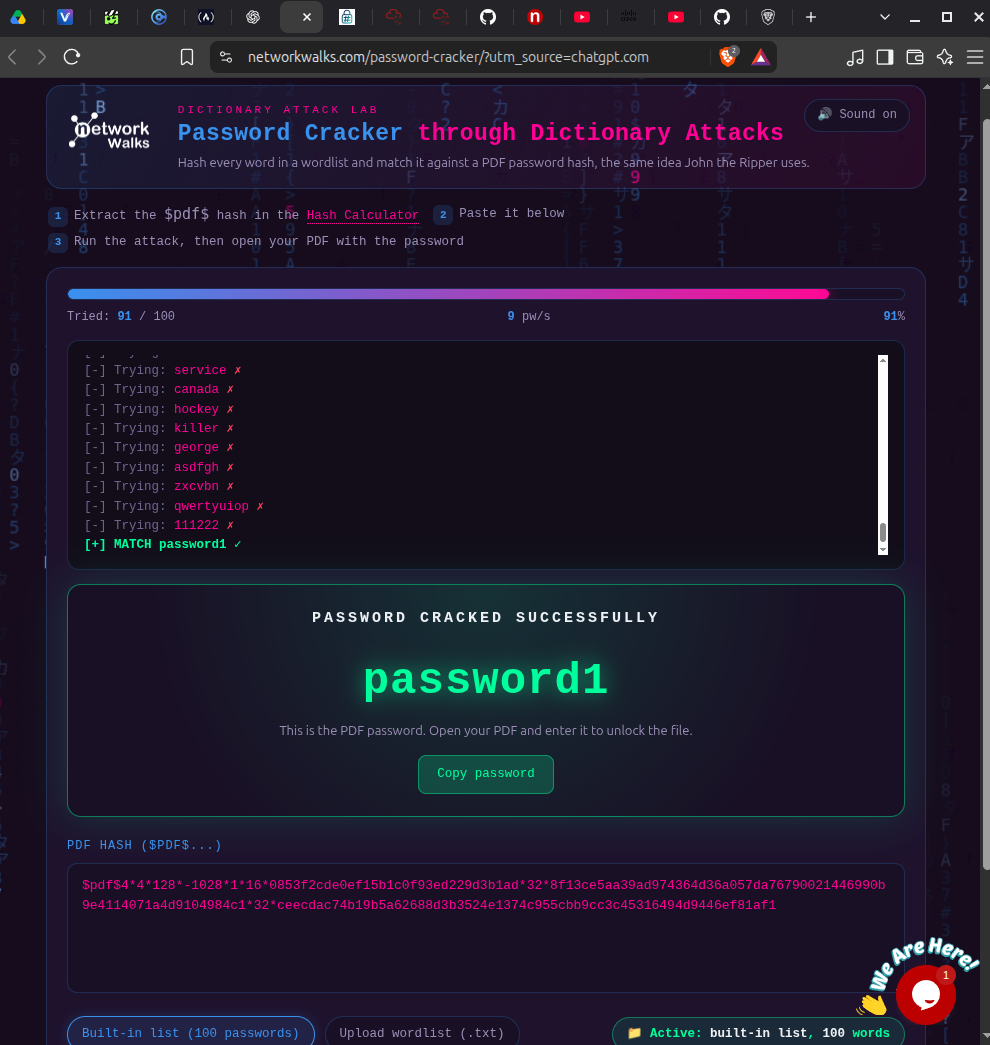 networkwalks.com/password-cracker/?utm_source=chatgpt.com
2
network
Walks
DICTIONARY ATTACK LAB
Password Cracker through Dictionary Attacks
Hash every word in a wordlist and match it against a PDF password hash, the same idea John the Ripper uses.
🔊 Sound on
1 Extract the $pdf$ hash in the Hash Calculator 2 Paste it below
3 Run the attack, then open your PDF with the password
Tried: 91 / 100 9 pw/s 91%
[-] Trying: service ✗
[-] Trying: canada ✗
[-] Trying: hockey ✗
[-] Trying: killer ✗
[-] Trying: george ✗
[-] Trying: asdfgh ✗
[-] Trying: zxcvbn ✗
[-] Trying: qwertyuiop ✗
[-] Trying: 111222 ✗
[+] MATCH password1 ✓
PASSWORD CRACKED SUCCESSFULLY
password1
This is the PDF password. Open your PDF and enter it to unlock the file.
Copy password
PDF HASH ($PDF$...)
$pdf$4*4*128*-1028*1*16*0853f2cde0ef15b1c0f93ed229d3b1ad*32*8f13ce5aa39ad974364d36a057da76790021446990b
9e4114071a4d9104984c1*32*ceecdac74b19b5a62688d3b3524e1374c955cbb9cc3c45316494d9446ef81af1
We Are Here!
1
Built-in list (100 passwords) Upload wordlist (.txt) 📁 Active: built-in list, 100 words